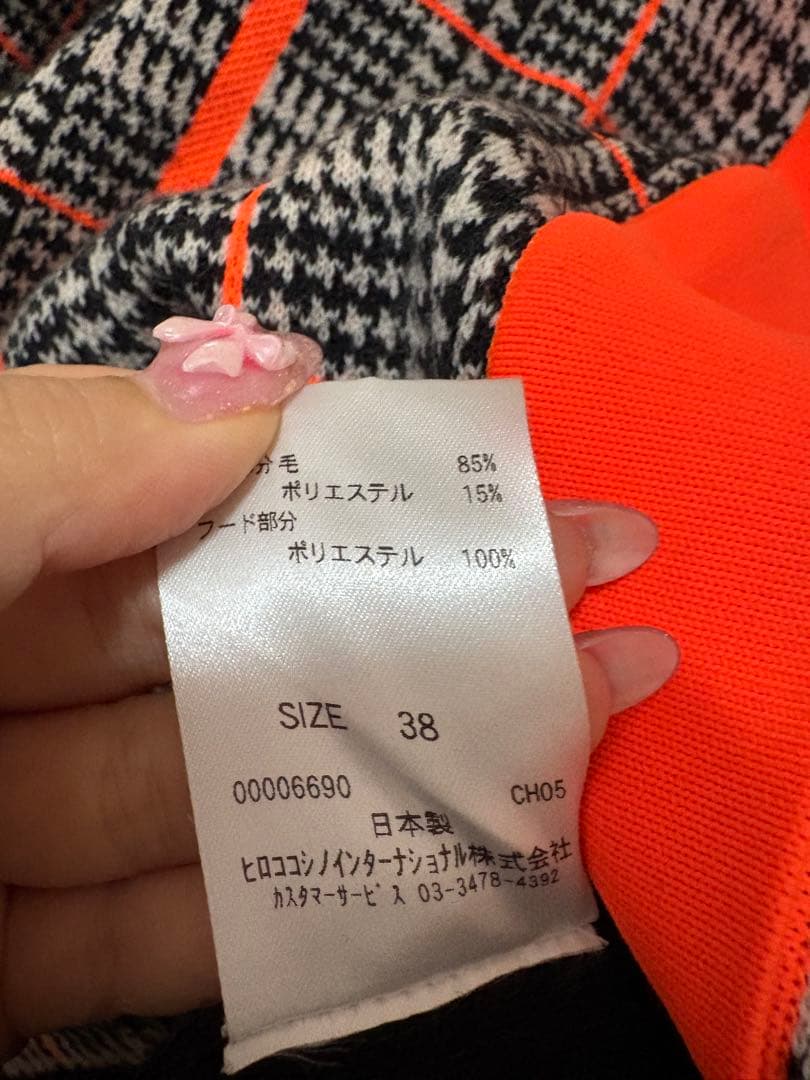 分毛 85%
ポリエステル 15%
フード部分
ポリエステル 100%
SIZE 38
00006690 CH05
日本製
ヒロココシノインターナショナル株式会社
カスタマーサービス 03-3478-4392